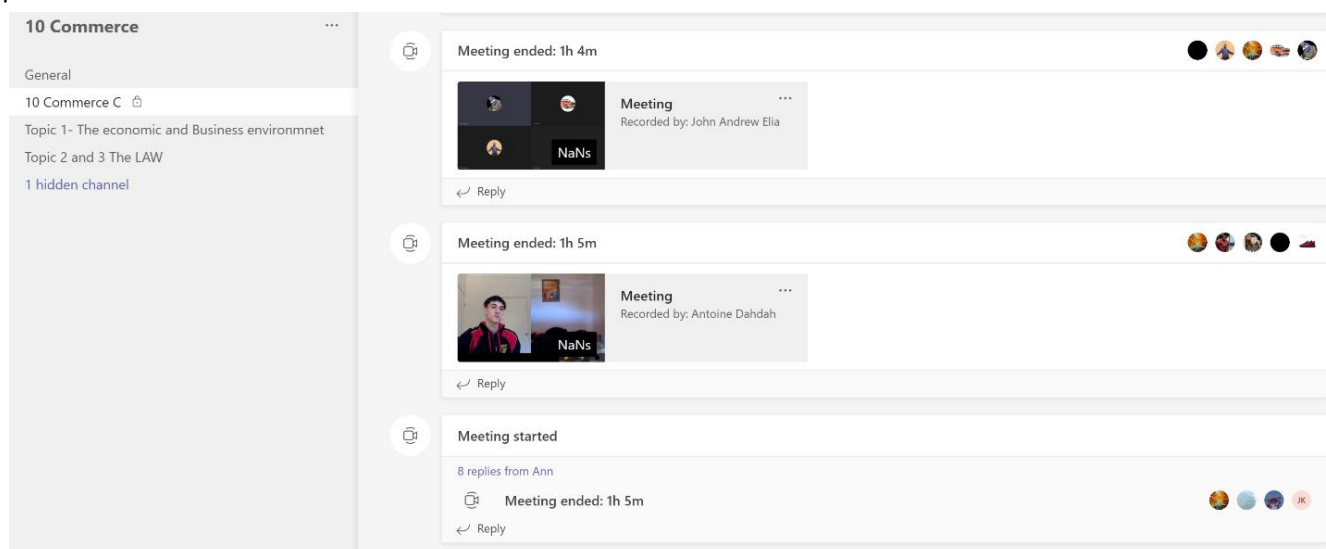 10 Commerce
General
10 Commerce C
Topic 1- The economic and Business environmnet
Topic 2 and 3 The LAW
1 hidden channel
Meeting ended: 1h 4m
Meeting
Recorded by: John Andrew Elia
NaNs
Reply
Meeting ended: 1h 5m
Meeting
Recorded by: Antoine Dahdah
NaNs
Reply
Meeting started
8 replies from Ann
Meeting ended: 1h 5m
JK
Reply